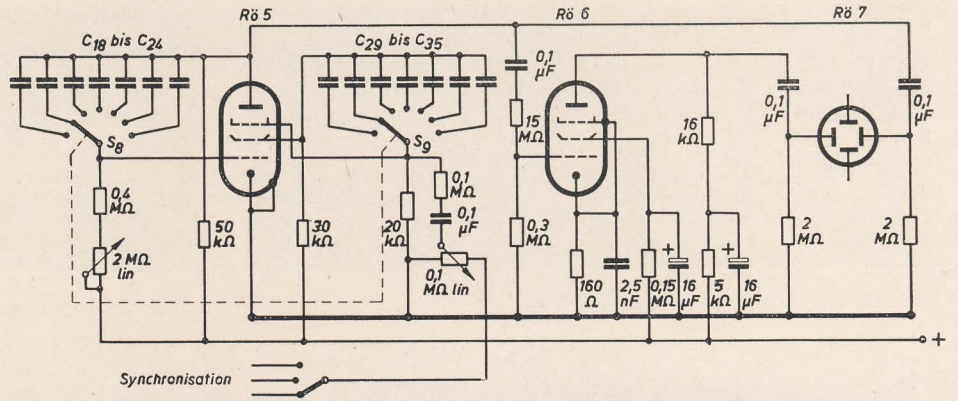 Rö 5
Rö 6
Rö 7
C18 bis C24
C29 bis C35
S8
S9
0,4
MΩ
2 MΩ
lin
50
kΩ
30
kΩ
20
kΩ
0,1
MΩ
0,1
µF
0,1
MΩ lin
0,1
µF
15
MΩ
0,3
MΩ
160
Ω
2,5
nF
0,15
MΩ
+
16
µF
16
kΩ
5
kΩ
+
16
µF
0,1
µF
2
MΩ
0,1
µF
2
MΩ
+
Synchronisation